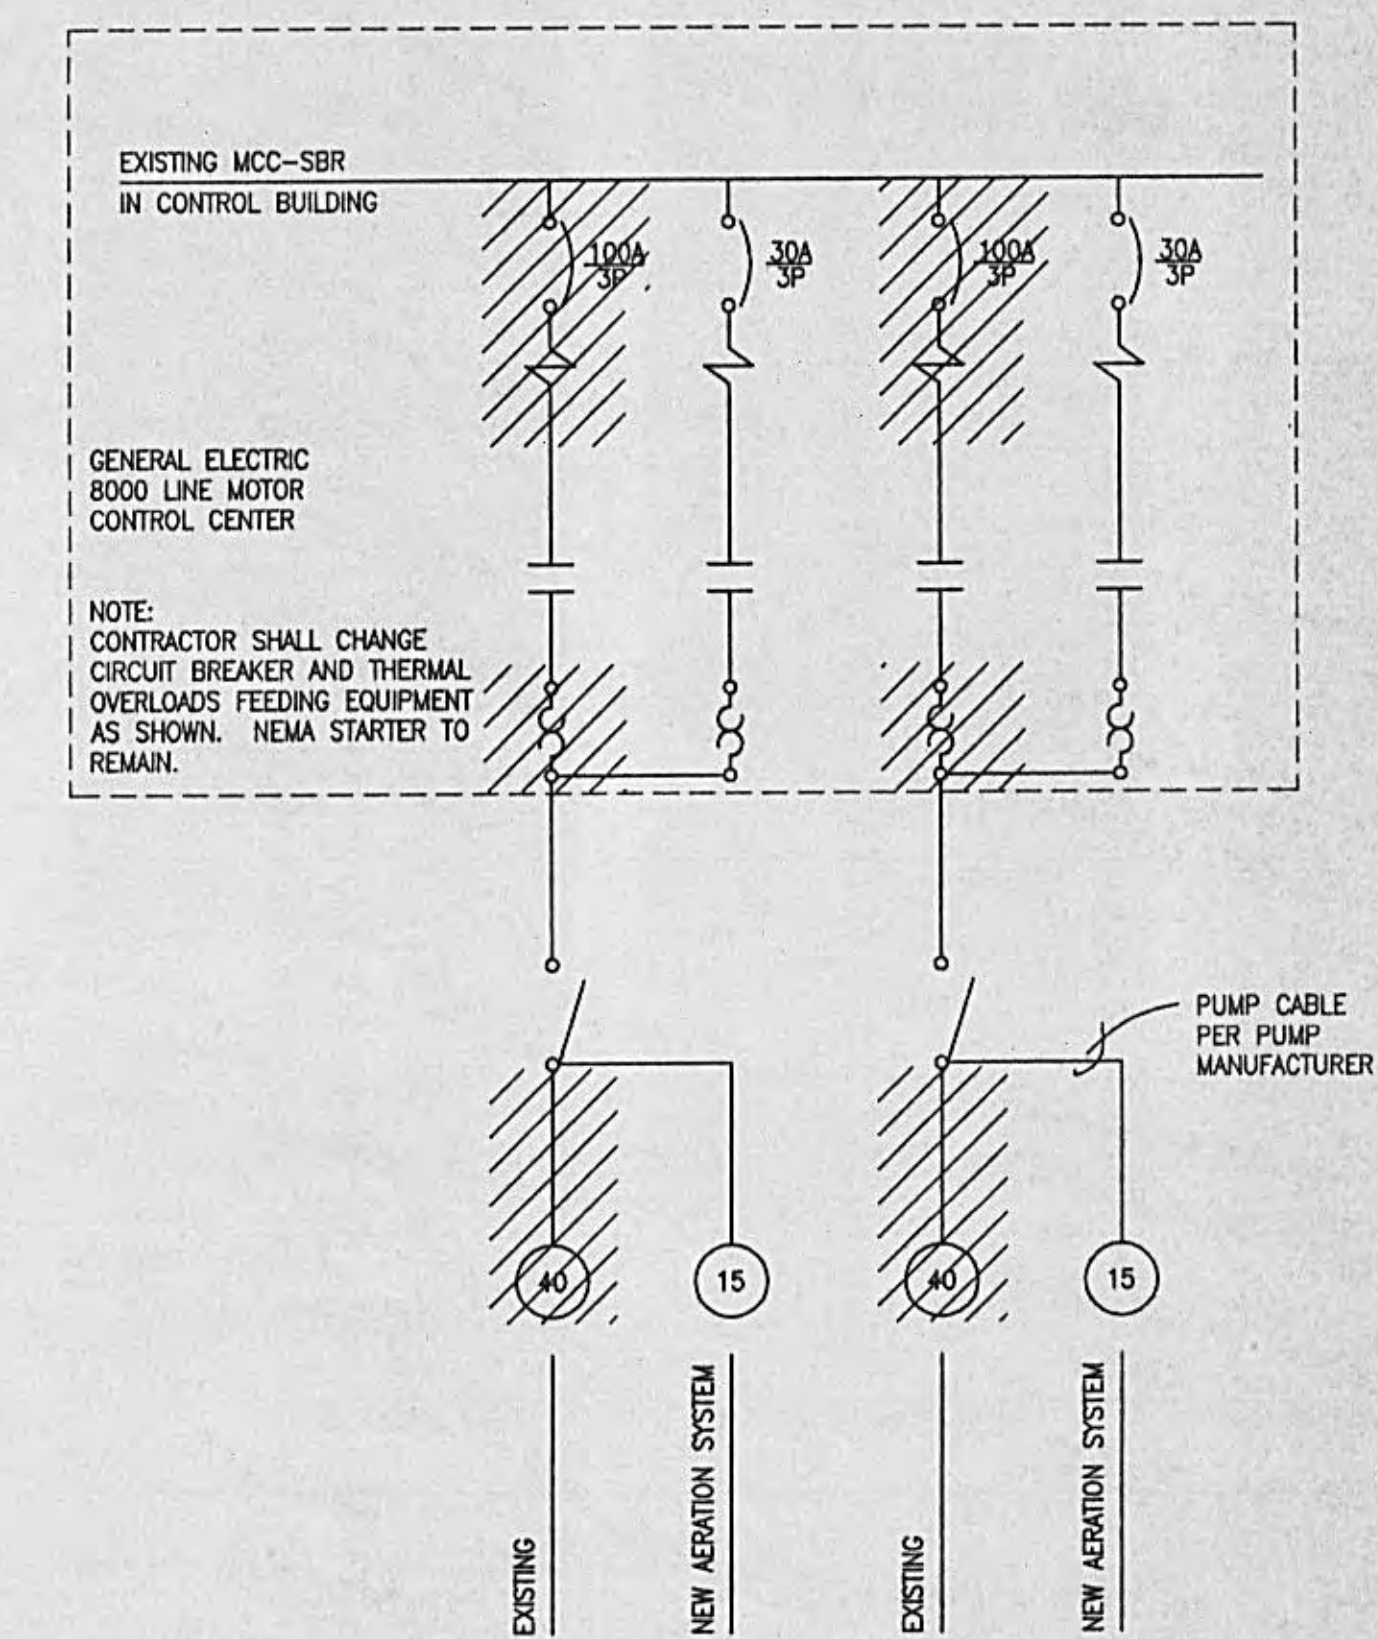 EXISTING MCC-SBR
IN CONTROL BUILDING
100A
3P
30A
3P
100A
3P
30A
3P
GENERAL ELECTRIC
8000 LINE MOTOR
CONTROL CENTER
NOTE:
CONTRACTOR SHALL CHANGE
CIRCUIT BREAKER AND THERMAL
OVERLOADS FEEDING EQUIPMENT
AS SHOWN. NEMA STARTER TO
REMAIN.
PUMP CABLE
PER PUMP
MANUFACTURER
40
15
40
15
EXISTING
NEW AERATION SYSTEM
EXISTING
NEW AERATION SYSTEM